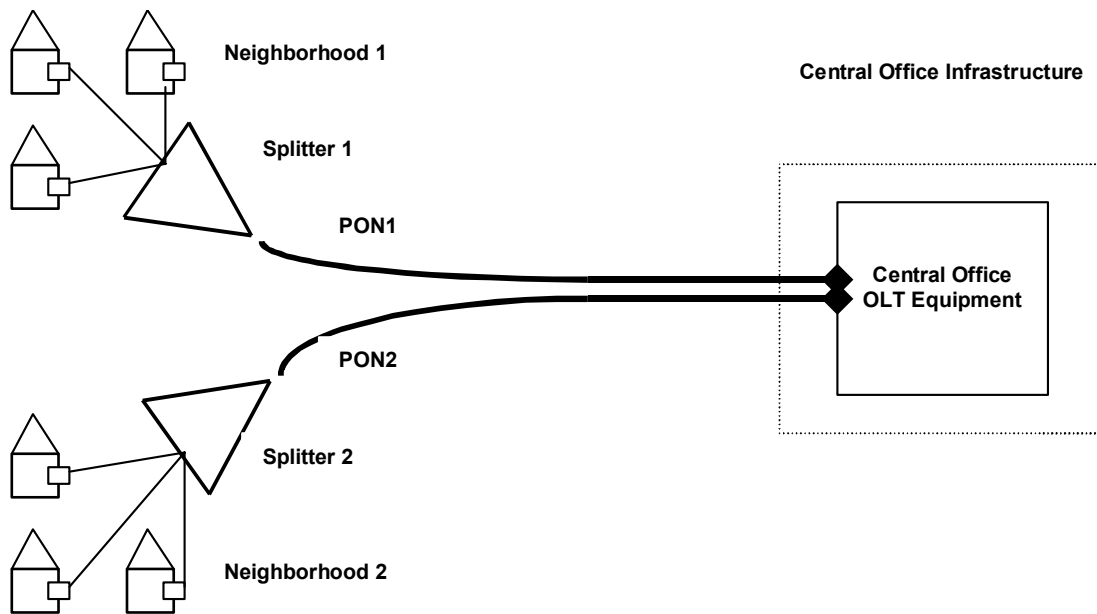 Neighborhood 1
Central Office Infrastructure
Splitter 1
PON1
Central Office
OLT Equipment
PON2
Splitter 2
Neighborhood 2